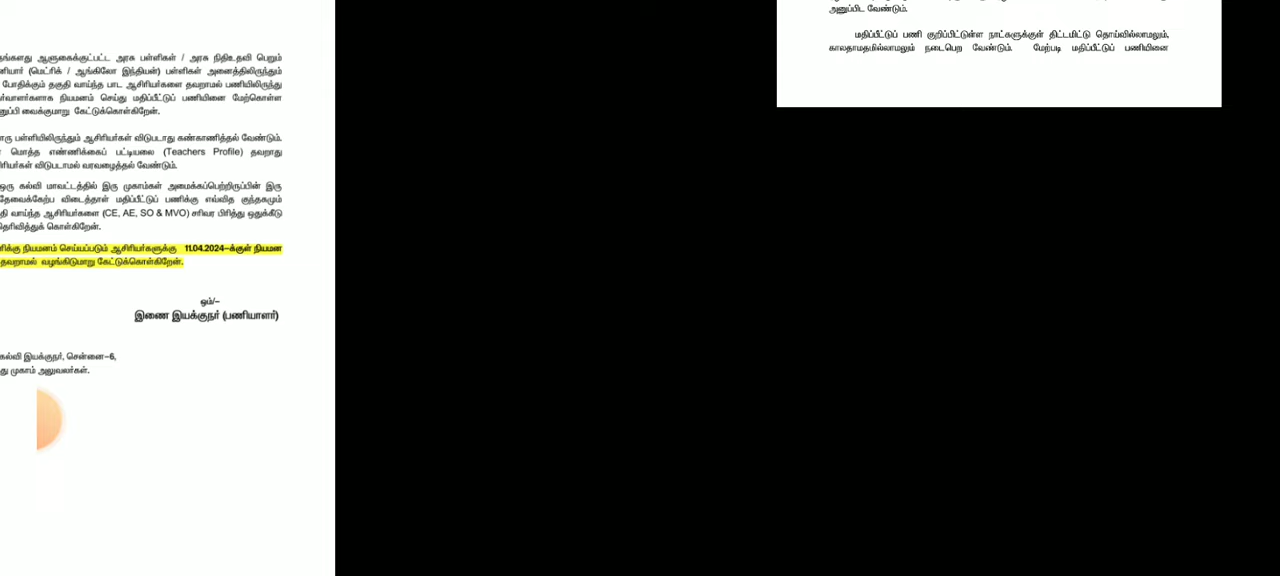 தங்களது ஆளுகைக்குட்பட்ட அரசு பள்ளிகள் / அரசு நிதிஉதவி பெறும்
(மெட்ரிக் / ஆங்கிலோ இந்தியன்) பள்ளிகள் அனைத்திலிருந்தும்
போதிக்கும் தகுதி வாய்ந்த பாட ஆசிரியர்களை தவறாமல் பணியிலிருந்து
நியமனம் செய்து மதிப்பீட்டுப் பணியினை மேற்கொள்ள
வைக்குமாறு கேட்டுக்கொள்கிறேன்.
பள்ளியிலிருந்தும் ஆசிரியர்கள் விடுபடாது கண்காணித்தல் வேண்டும்.
மொத்த எண்ணிக்கைப் பட்டியலை (Teachers Profile) தவறாது
விடுபடாமல் வரவழைத்தல் வேண்டும்.
ஒரு கல்வி மாவட்டத்தில் இரு முகாம்கள் அமைக்கப்பெற்றிருப்பின் இரு
தேவைக்கேற்ப விடைத்தாள் மதிப்பீட்டுப் பணிக்கு எவ்வித குந்தகமும்
வாய்ந்த ஆசிரியர்களை (CE, AE, SO & MVO) சரிவர பிரித்து ஒதுக்கீடு
தெரிவித்துக் கொள்கிறேன்.
நியமனம் செய்யப்படும் ஆசிரியர்களுக்கு 11.04.2024-க்குள் நியமன
தவறாமல் வழங்கிடுமாறு கேட்டுக்கொள்கிறேன்.
ஒம்/-
இணை இயக்குநர் (பணியாளர்)
கல்வி இயக்குநர், சென்னை-6,
முகாம் அலுவலர்கள்.
அனுப்பிட வேண்டும்.
மதிப்பீட்டுப் பணி குறிப்பிட்டுள்ள நாட்களுக்குள் திட்டமிட்டு தொய்வில்லாமலும்,
காலதாமதமில்லாமலும் நடைபெற வேண்டும். மேற்படி மதிப்பீட்டுப் பணியினை